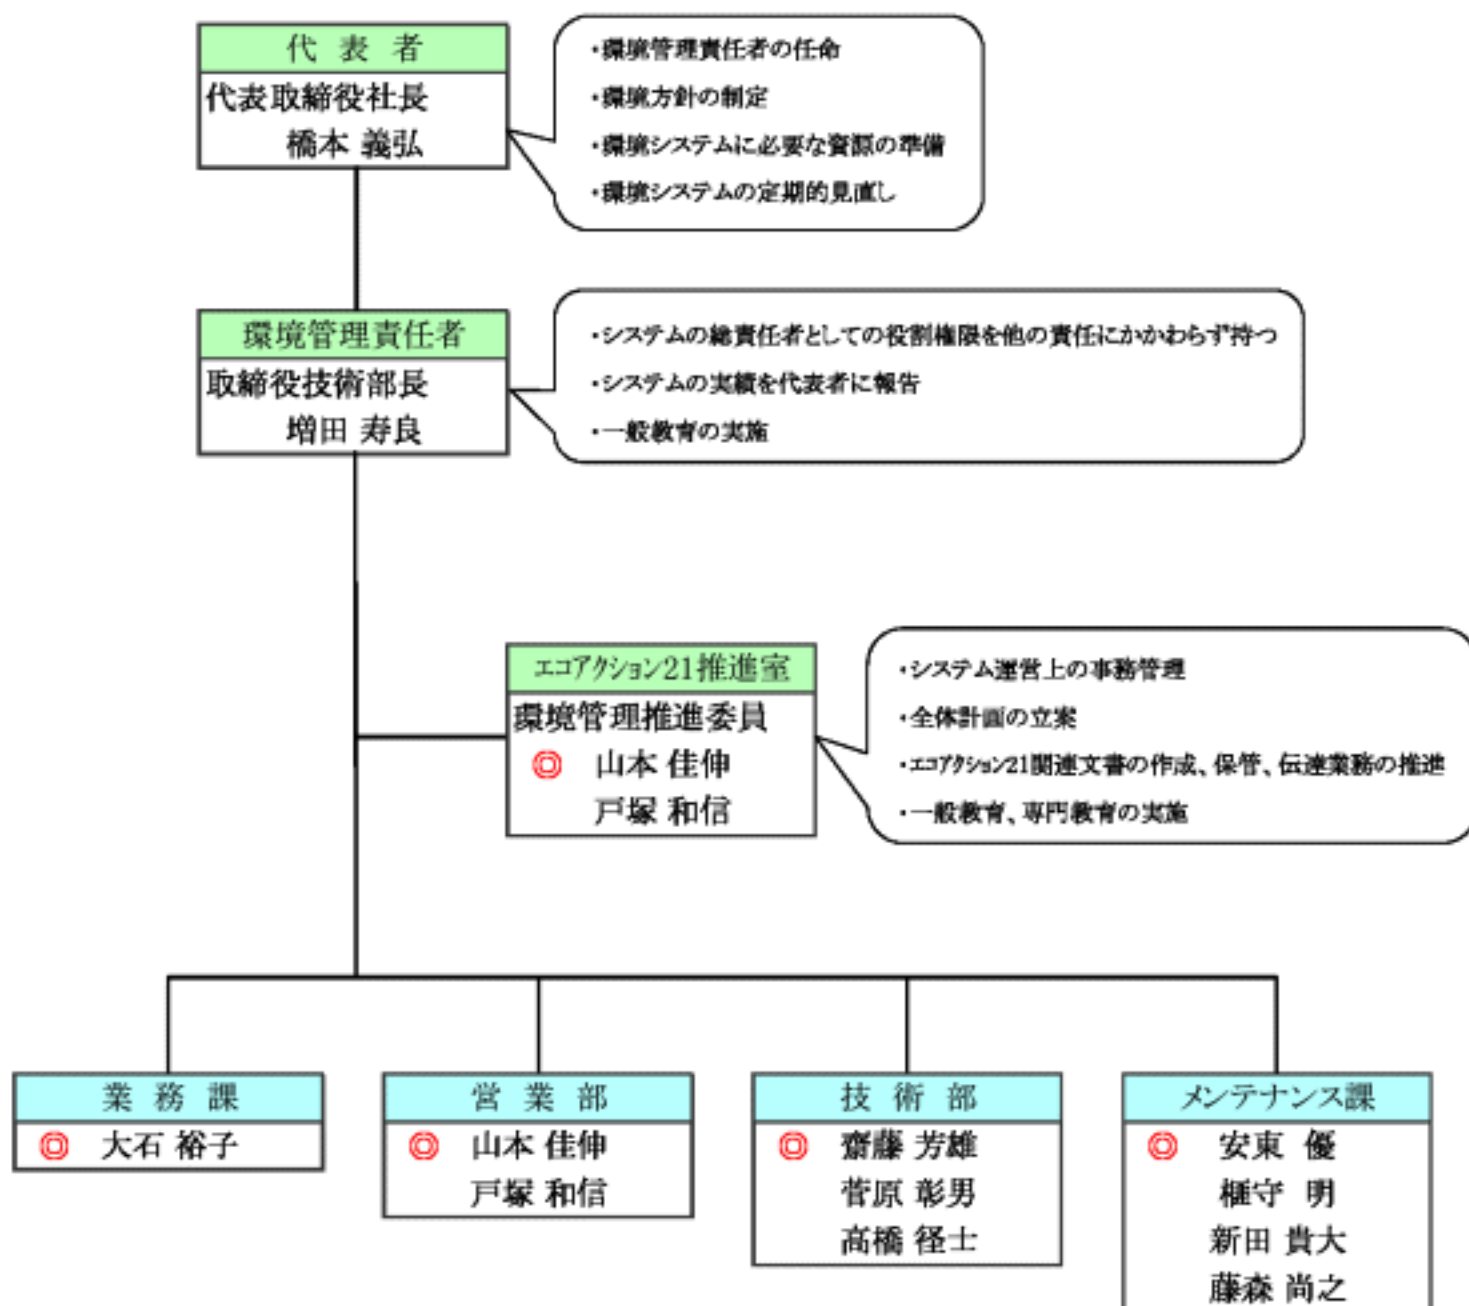 代 表 者
代表取締役社長
橋本 義弘
・環境管理責任者の任命
・環境方針の制定
・環境システムに必要な資源の準備
・環境システムの定期的見直し
環境管理責任者
取締役技術部長
増田 寿良
・システムの総責任者としての役割権限を他の責任にかかわらず持つ
・システムの実績を代表者に報告
・一般教育の実施
エコアクション21推進室
環境管理推進委員
◎ 山本 佳伸
戸塚 和信
・システム運営上の事務管理
・全体計画の立案
・エコアクション21関連文書の作成、保管、伝達業務の推進
・一般教育、専門教育の実施
業 務 課
◎ 大石 裕子
営 業 部
◎ 山本 佳伸
戸塚 和信
技 術 部
◎ 齋藤 芳雄
菅原 彰男
高橋 径士
メンテナンス課
◎ 安東 優
守 明
新田 貴大
藤森 尚之